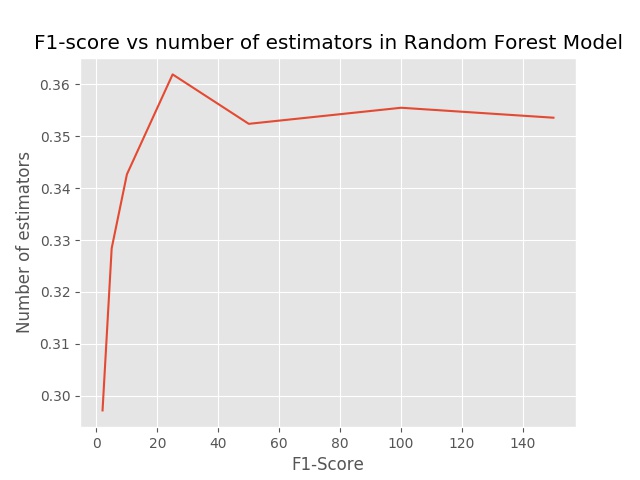 F1-score vs number of estimators in Random Forest Model
0.36
0.35
0.34
0.33
0.32
0.31
0.30
Number of estimators
0 20 40 60 80 100 120 140
F1-Score